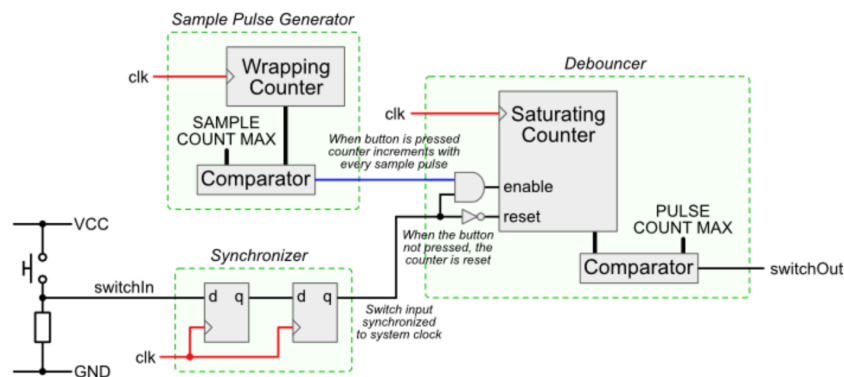 Sample Pulse Generator
Debouncer
clk
Wrapping
Counter
clk
Saturating
Counter
SAMPLE
COUNT MAX
When button is pressed
counter increments with
every sample pulse
Comparator
enable
reset
VCC
When the button
not pressed, the
counter is reset
PULSE
COUNT MAX
Synchronizer
Comparator
switchOut
switchIn
d q
d q
Switch input
synchronized
to system clock
clk
GND